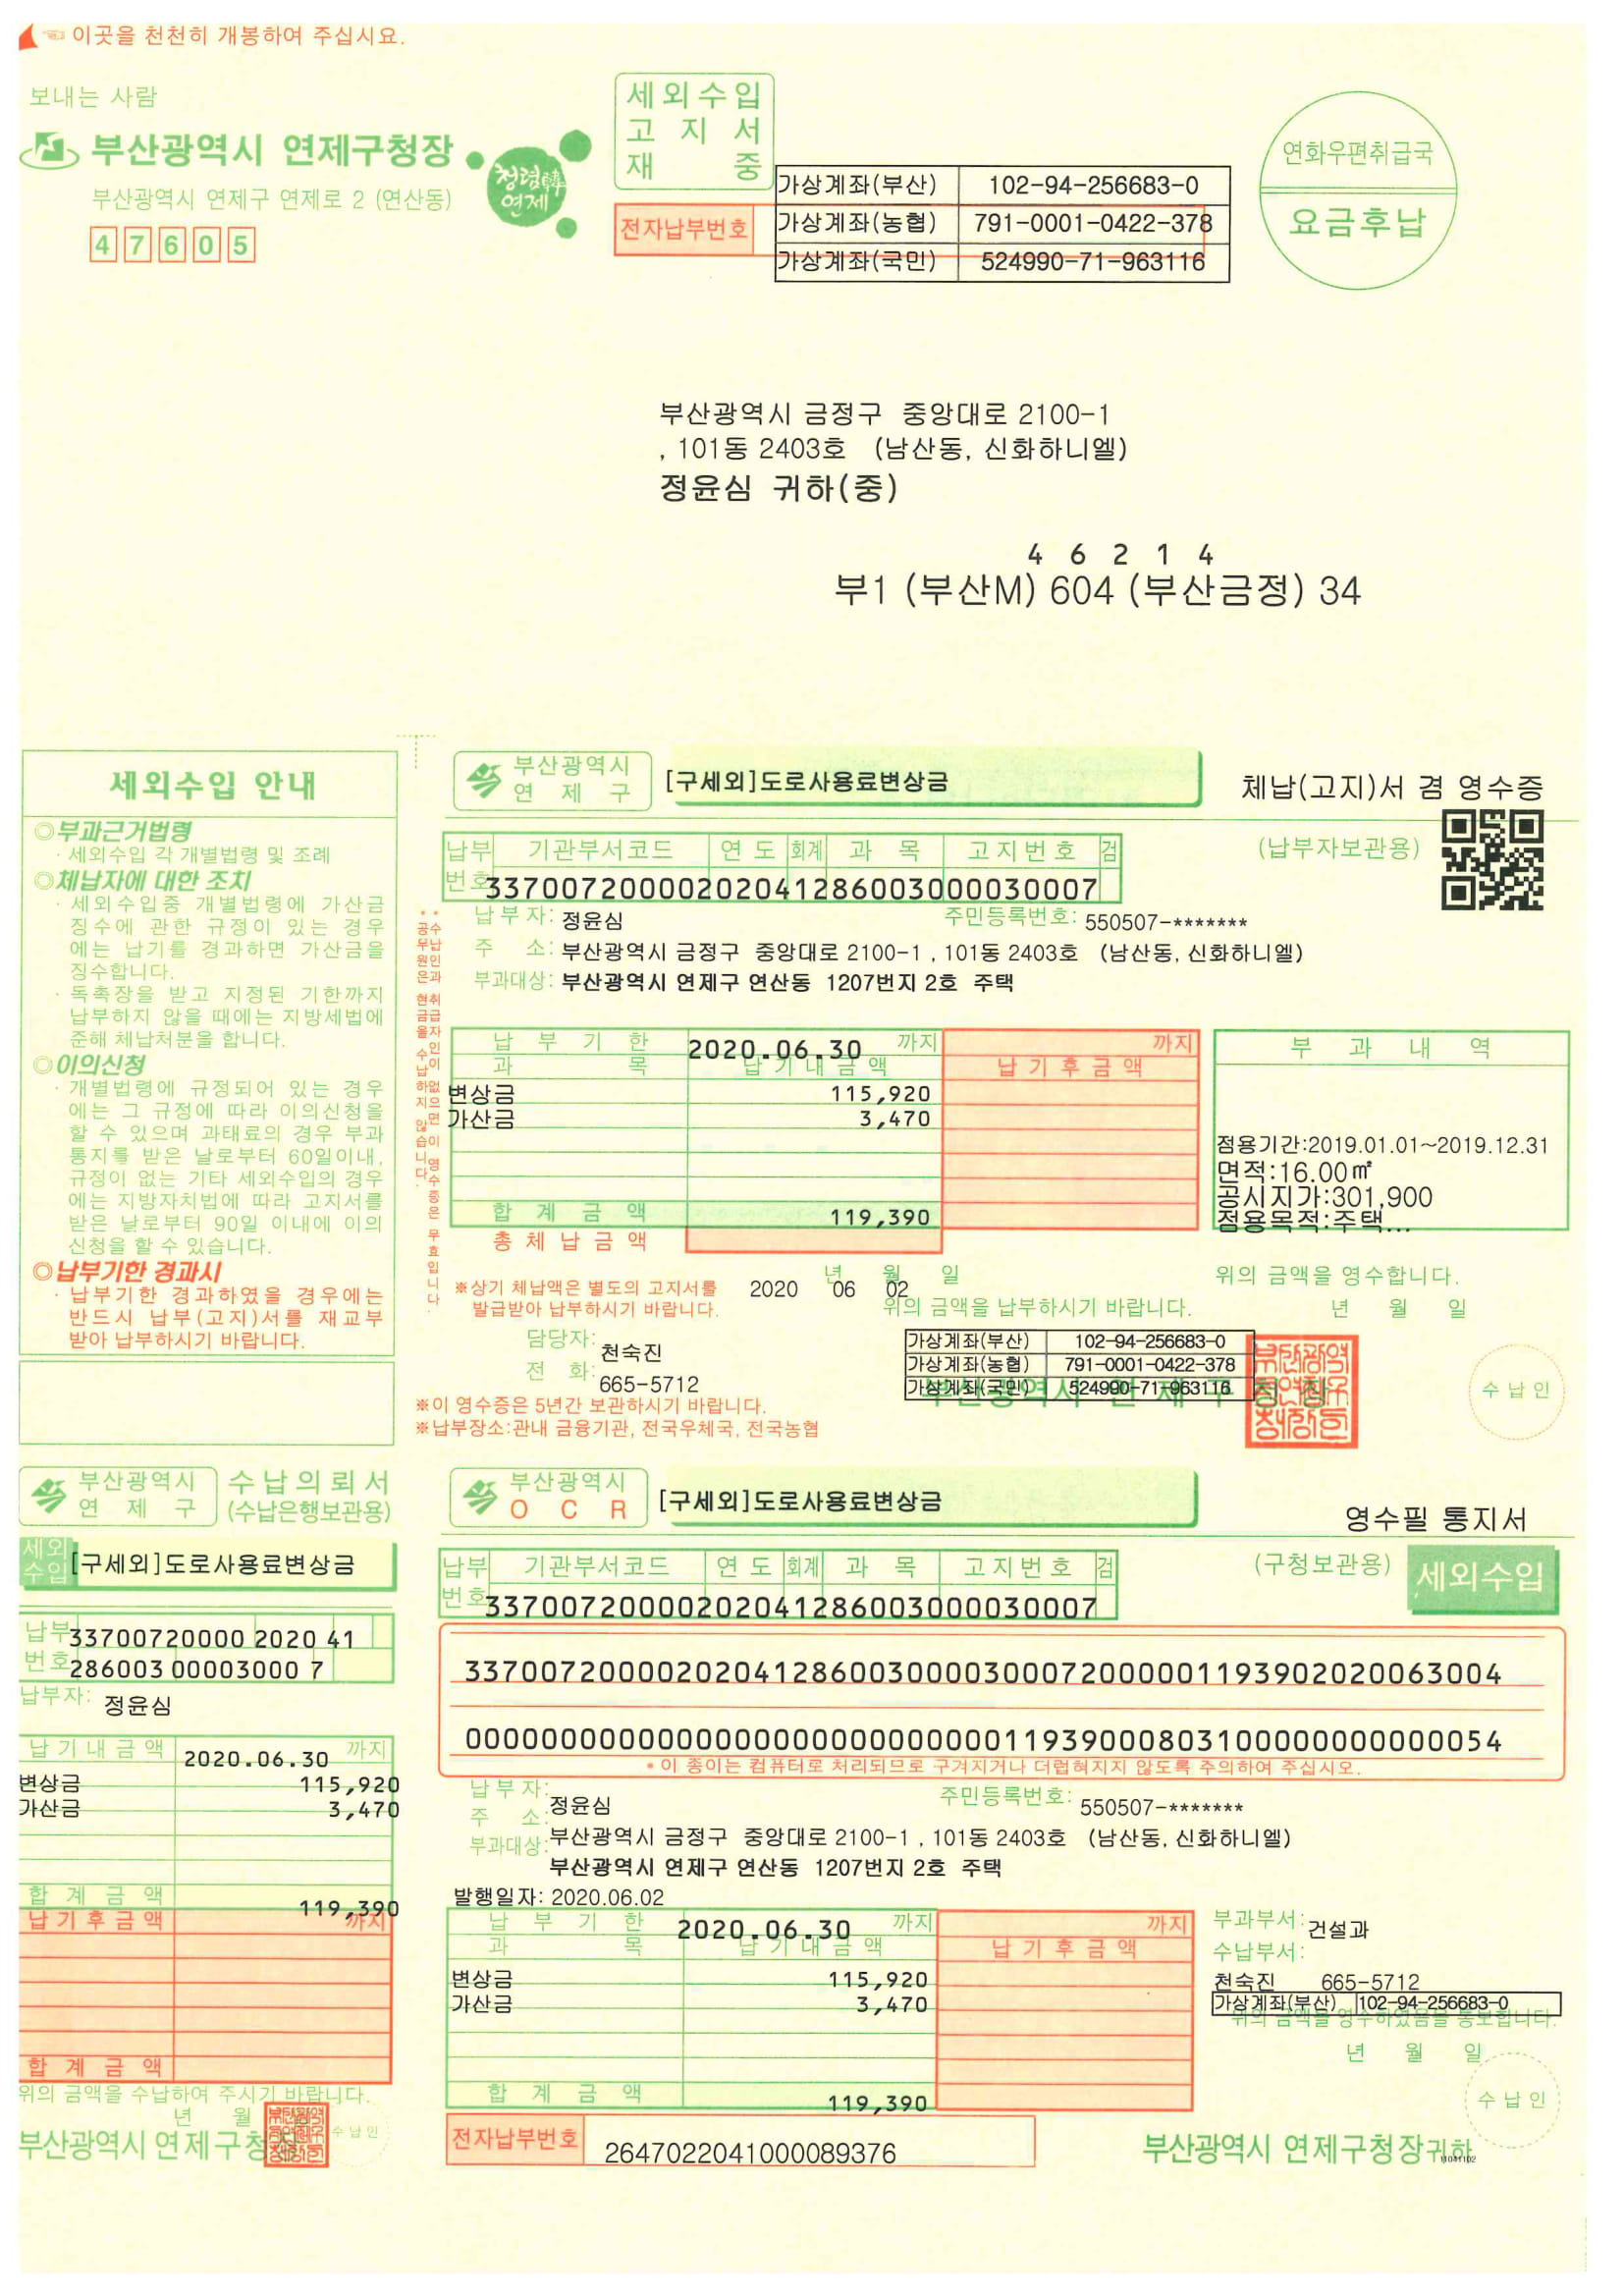 ☜ 이곳을 천천히 개봉하여 주십시요.
보내는 사람
부산광역시 연제구청장
부산광역시 연제구 연제로 2 (연산동)
4 7 6 0 5
청렴
연제
세외수입
고지서
재중
전자납부번호
가상계좌(부산) 102-94-256683-0
가상계좌(농협) 791-0001-0422-378
가상계좌(국민) 524990-71-963116
연화우편취급국
요금후납
부산광역시 금정구 중앙대로 2100-1
, 101동 2403호 (남산동, 신화하니엘)
정윤심 귀하(중)
4 6 2 1 4
부1 (부산M) 604 (부산금정) 34
세외수입 안내
◎부과근거법령
· 세외수입 각 개별법령 및 조례
◎체납자에 대한 조치
· 세외수입중 개별법령에 가산금
징수에 관한 규정이 있는 경우
에는 납기를 경과하면 가산금을
징수합니다.
· 독촉장을 받고 지정된 기한까지
납부하지 않을 때에는 지방세법에
준해 체납처분을 합니다.
◎이의신청
· 개별법령에 규정되어 있는 경우
에는 그 규정에 따라 이의신청을
할 수 있으며 과태료의 경우 부과
통지를 받은 날로부터 60일이내,
규정이 없는 기타 세외수입의 경우
에는 지방자치법에 따라 고지서를
받은 날로부터 90일 이내에 이의
신청을 할 수 있습니다.
◎납부기한 경과시
· 납부기한 경과하였을 경우에는
반드시 납부(고지)서를 재교부
받아 납부하시기 바랍니다.
* 수납인과 취급자인이 없으면 이 영수증은 무효입니다.
* 공무원은 현금을 수납하지 않습니다.
부산광역시
연 제 구
[구세외]도로사용료변상금
체납(고지)서 겸 영수증
(납부자보관용)
납부번호 기관부서코드 연 도 회계 과 목 고지번호 검
3370072000020204128600300003​0007
납 부 자: 정윤심 주민등록번호: 550507-*******
주 소: 부산광역시 금정구 중앙대로 2100-1 , 101동 2403호 (남산동, 신화하니엘)
부과대상: 부산광역시 연제구 연산동 1207번지 2호 주택
납 부 기 한 2020.06.30 까지 까지
과 목 납기내금액 납기후금액
변상금 115,920
가산금 3,470
합 계 금 액 119,390
총 체 납 금 액
부 과 내 역
점용기간:2019.01.01~2019.12.31
면적:16.00㎡
공시지가:301,900
점용목적:주택...
※상기 체납액은 별도의 고지서를
발급받아 납부하시기 바랍니다.
2020 년 06 월 02 일
위의 금액을 납부하시기 바랍니다.
위의 금액을 영수합니다.
년 월 일
담당자: 천숙진
전 화: 665-5712
가상계좌(부산) 102-94-256683-0
가상계좌(농협) 791-0001-0422-378
가상계좌(국민) 524990-71-963116
부산광역시 연제구청장
수납인
※이 영수증은 5년간 보관하시기 바랍니다.
※납부장소:관내 금융기관, 전국우체국, 전국농협
부산광역시
연 제 구
수납의뢰서
(수납은행보관용)
세외수입
[구세외]도로사용료변상금
납부번호
33700720000 2020 41
286003 00003000 7
납부자: 정윤심
납기내금액 2020.06.30 까지
변상금 115,920
가산금 3,470
합 계 금 액 119,390
납기후금액 까지
합 계 금 액
위의 금액을 수납하여 주시기 바랍니다.
년 월
부산광역시 연제구청장
수납인
부산광역시
O C R
[구세외]도로사용료변상금
영수필 통지서
(구청보관용)
세외수입
납부번호 기관부서코드 연 도 회계 과 목 고지번호 검
33700720000202041286003000030007
337007200002020412860030000300072000001193902020063004
000000000000000000000000000011939000803100000000000054
* 이 종이는 컴퓨터로 처리되므로 구겨지거나 더럽혀지지 않도록 주의하여 주십시오.
납 부 자: 정윤심 주민등록번호: 550507-*******
주 소: 부산광역시 금정구 중앙대로 2100-1 , 101동 2403호 (남산동, 신화하니엘)
부과대상: 부산광역시 연제구 연산동 1207번지 2호 주택
발행일자: 2020.06.02
납 부 기 한 2020.06.30 까지 까지
과 목 납기내금액 납기후금액
변상금 115,920
가산금 3,470
합 계 금 액 119,390
부과부서: 건설과
수납부서:
천숙진 665-5712
가상계좌(부산) 102-94-256683-0
위의 금액을 영수하였음을 통보합니다.
년 월 일
수납인
전자납부번호 2647022041000089376
부산광역시 연제구청장귀하